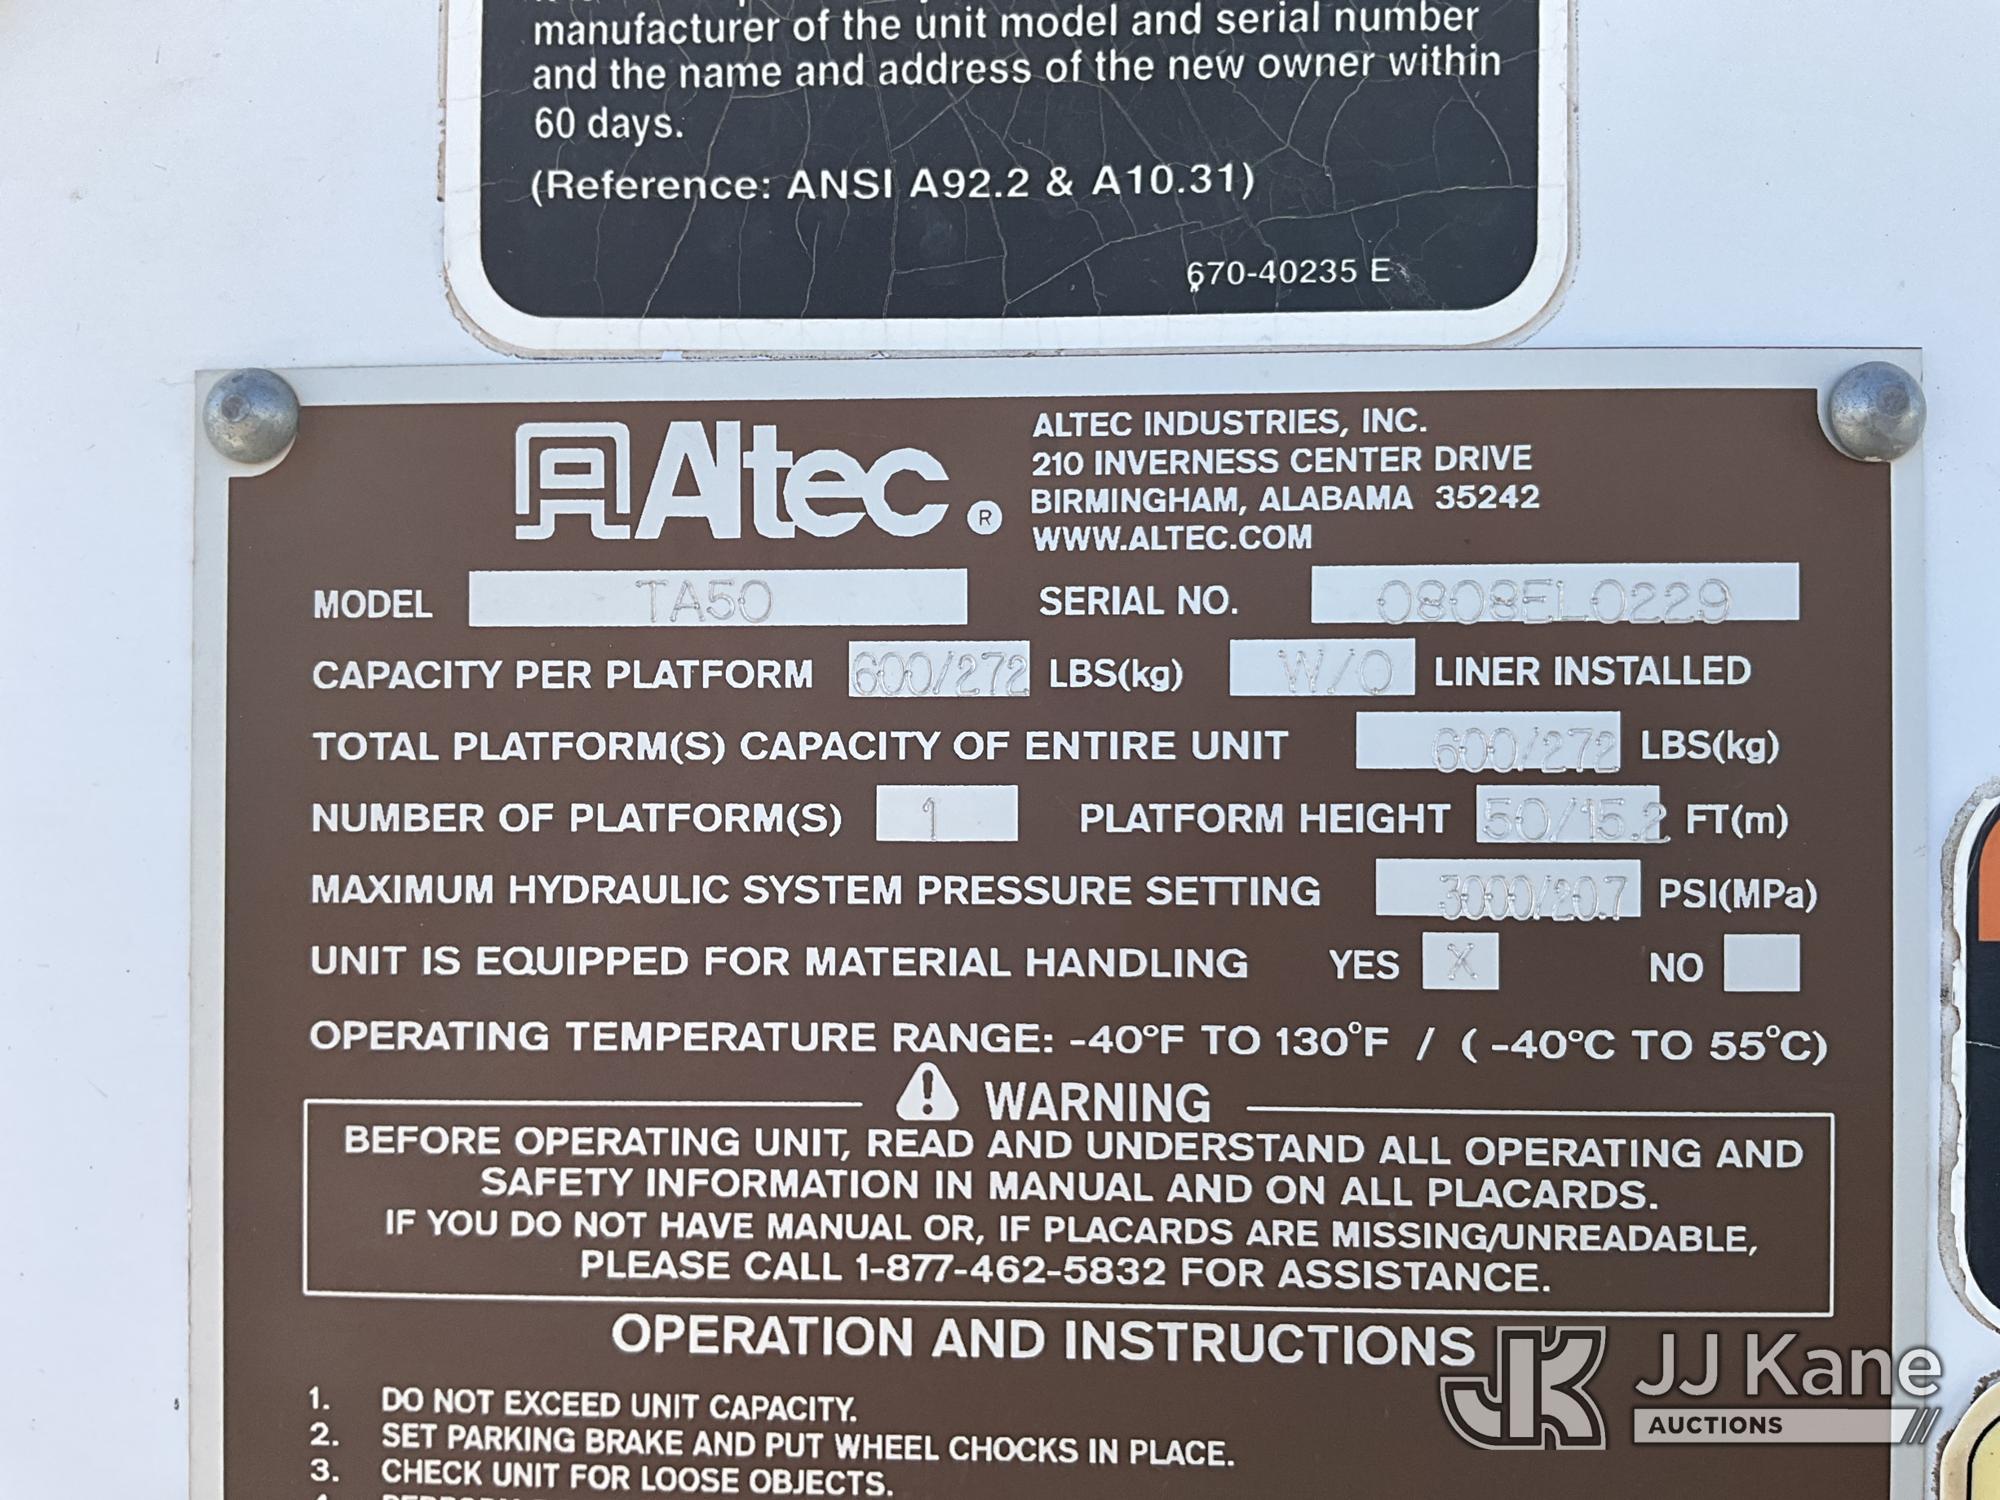 manufacturer of the unit model and serial number
and the name and address of the new owner within
60 days.
(Reference: ANSI A92.2 & A10.31)
670-40235 E
Altec ®
ALTEC INDUSTRIES, INC.
210 INVERNESS CENTER DRIVE
BIRMINGHAM, ALABAMA 35242
WWW.ALTEC.COM
MODEL TA50 SERIAL NO. 0808EL0229
CAPACITY PER PLATFORM 600/272 LBS(kg) W/O LINER INSTALLED
TOTAL PLATFORM(S) CAPACITY OF ENTIRE UNIT 600/272 LBS(kg)
NUMBER OF PLATFORM(S) 1 PLATFORM HEIGHT 50/15.2 FT(m)
MAXIMUM HYDRAULIC SYSTEM PRESSURE SETTING 3000/20.7 PSI(MPa)
UNIT IS EQUIPPED FOR MATERIAL HANDLING YES X NO
OPERATING TEMPERATURE RANGE: -40°F TO 130°F / ( -40°C TO 55°C)
WARNING
BEFORE OPERATING UNIT, READ AND UNDERSTAND ALL OPERATING AND
SAFETY INFORMATION IN MANUAL AND ON ALL PLACARDS.
IF YOU DO NOT HAVE MANUAL OR, IF PLACARDS ARE MISSING/UNREADABLE,
PLEASE CALL 1-877-462-5832 FOR ASSISTANCE.
OPERATION AND INSTRUCTIONS
1. DO NOT EXCEED UNIT CAPACITY.
2. SET PARKING BRAKE AND PUT WHEEL CHOCKS IN PLACE.
3. CHECK UNIT FOR LOOSE OBJECTS.
JK JJ Kane
AUCTIONS